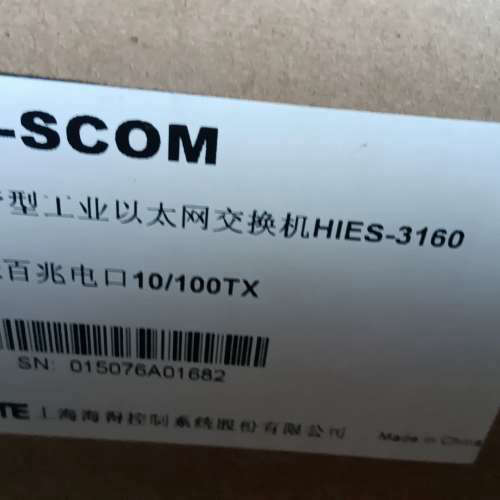 -SCOM
型工业以太网交换机HIES-3160
百兆电口10/100TX
SN: 015076A01682
TE上海海得控制系统股份有限公司 Made in China